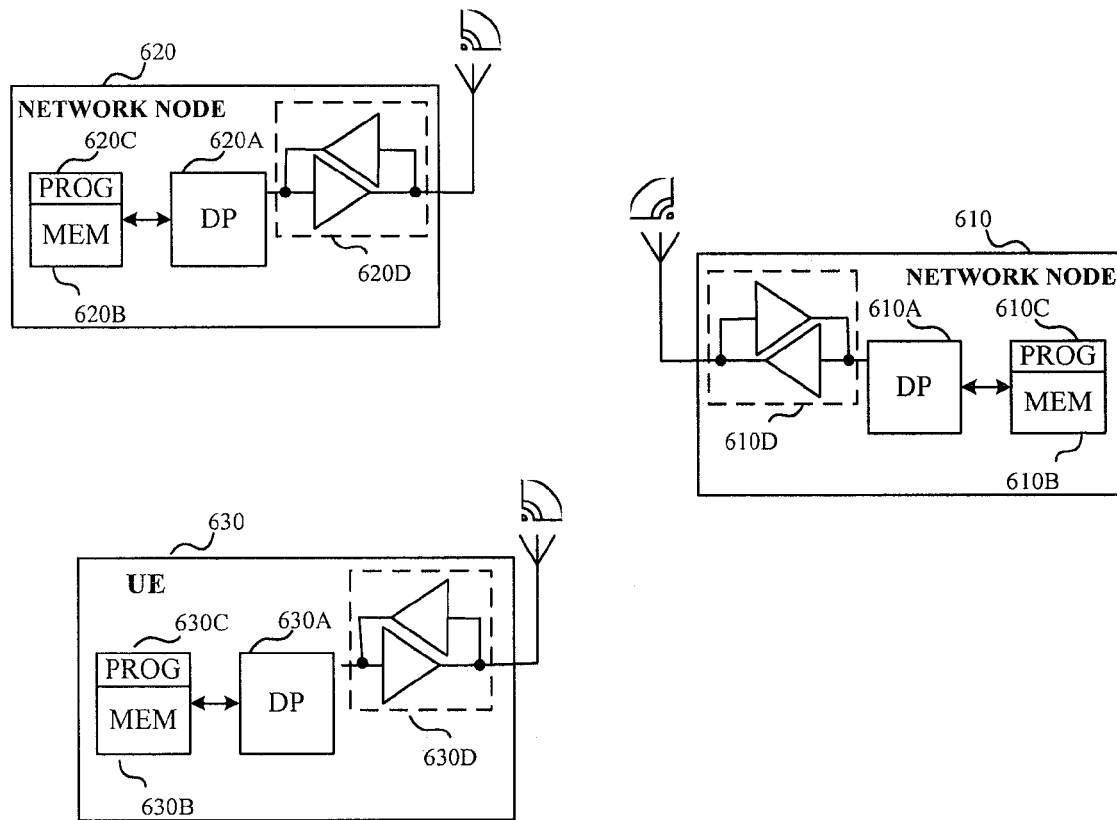 620
NETWORK NODE
620C
620A
PROG
MEM
DP
620D
620B
610
NETWORK NODE
610A
610C
DP
PROG
MEM
610D
610B
630
UE
630C
630A
PROG
MEM
DP
630D
630B